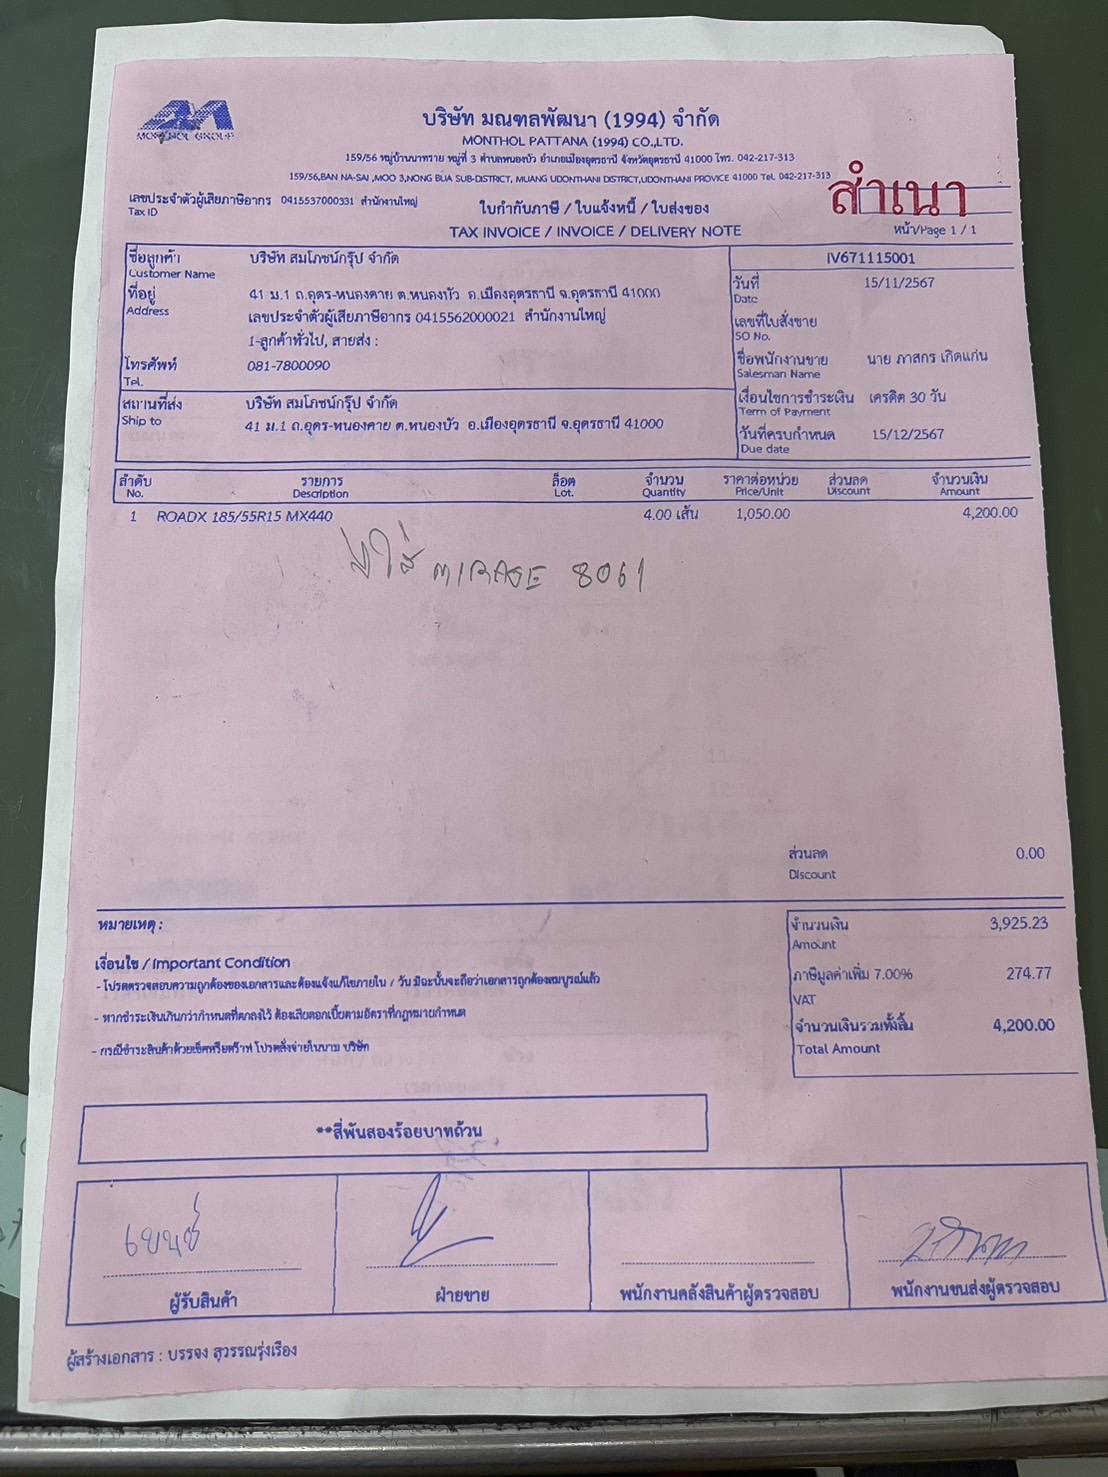 MONTHOL GROUP
บริษัท มณฑลพัฒนา (1994) จำกัด
MONTHOL PATTANA (1994) CO.,LTD.
159/56 หมู่บ้านนาทราย หมู่ที่ 3 ตำบลหนองบัว อำเภอเมืองอุดรธานี จังหวัดอุดรธานี 41000 โทร. 042-217-313
159/56,BAN NA-SAI ,MOO 3,NONG BUA SUB-DISTRICT, MUANG UDONTHANI DISTRICT,UDONTHANI PROVICE 41000 Tel. 042-217-313
สำเนา
เลขประจำตัวผู้เสียภาษีอากร 0415537000331 สำนักงานใหญ่
Tax ID
ใบกำกับภาษี / ใบแจ้งหนี้ / ใบส่งของ
TAX INVOICE / INVOICE / DELIVERY NOTE
หน้า/Page 1 / 1
ชื่อลูกค้า บริษัท สมโภชน์กรุ๊ป จำกัด
Customer Name
ที่อยู่ 41 ม.1 ถ.อุดร-หนองคาย ต.หนองบัว อ.เมืองอุดรธานี จ.อุดรธานี 41000
Address
เลขประจำตัวผู้เสียภาษีอากร 0415562000021 สำนักงานใหญ่
1-ลูกค้าทั่วไป, สายส่ง :
โทรศัพท์ 081-7800090
Tel.
สถานที่ส่ง บริษัท สมโภชน์กรุ๊ป จำกัด
Ship to 41 ม.1 ถ.อุดร-หนองคาย ต.หนองบัว อ.เมืองอุดรธานี จ.อุดรธานี 41000
IV671115001
วันที่ 15/11/2567
Date
เลขที่ใบสั่งขาย
SO No.
ชื่อพนักงานขาย นาย ภาสกร เกิดแก่น
Salesman Name
เงื่อนไขการชำระเงิน เครดิต 30 วัน
Term of Payment
วันที่ครบกำหนด 15/12/2567
Due date
ลำดับ รายการ ล็อต จำนวน ราคาต่อหน่วย ส่วนลด จำนวนเงิน
No. Description Lot. Quantity Price/Unit Discount Amount
1 ROADX 185/55R15 MX440 4.00 เส้น 1,050.00 4,200.00
MIRAGE 8061
ส่วนลด 0.00
Discount
หมายเหตุ :
เงื่อนไข / Important Condition
- โปรดตรวจสอบความถูกต้องของเอกสารและต้องแจ้งแก้ไขภายใน 7 วัน มิฉะนั้นจะถือว่าเอกสารถูกต้องสมบูรณ์แล้ว
- หากชำระเงินเกินกว่ากำหนดที่ตกลงไว้ ต้องเสียดอกเบี้ยตามอัตราที่กฎหมายกำหนด
- กรณีชำระสินค้าด้วยเช็คหรือดร๊าฟ โปรดสั่งจ่ายในนาม บริษัท
จำนวนเงิน 3,925.23
Amount
ภาษีมูลค่าเพิ่ม 7.00% 274.77
VAT
จำนวนเงินรวมทั้งสิ้น 4,200.00
Total Amount
**สี่พันสองร้อยบาทถ้วน
เบนซ์
ผู้รับสินค้า ฝ่ายขาย พนักงานคลังสินค้าผู้ตรวจสอบ พนักงานขนส่งผู้ตรวจสอบ
ผู้สร้างเอกสาร : บรรจง สุวรรณรุ่งเรือง